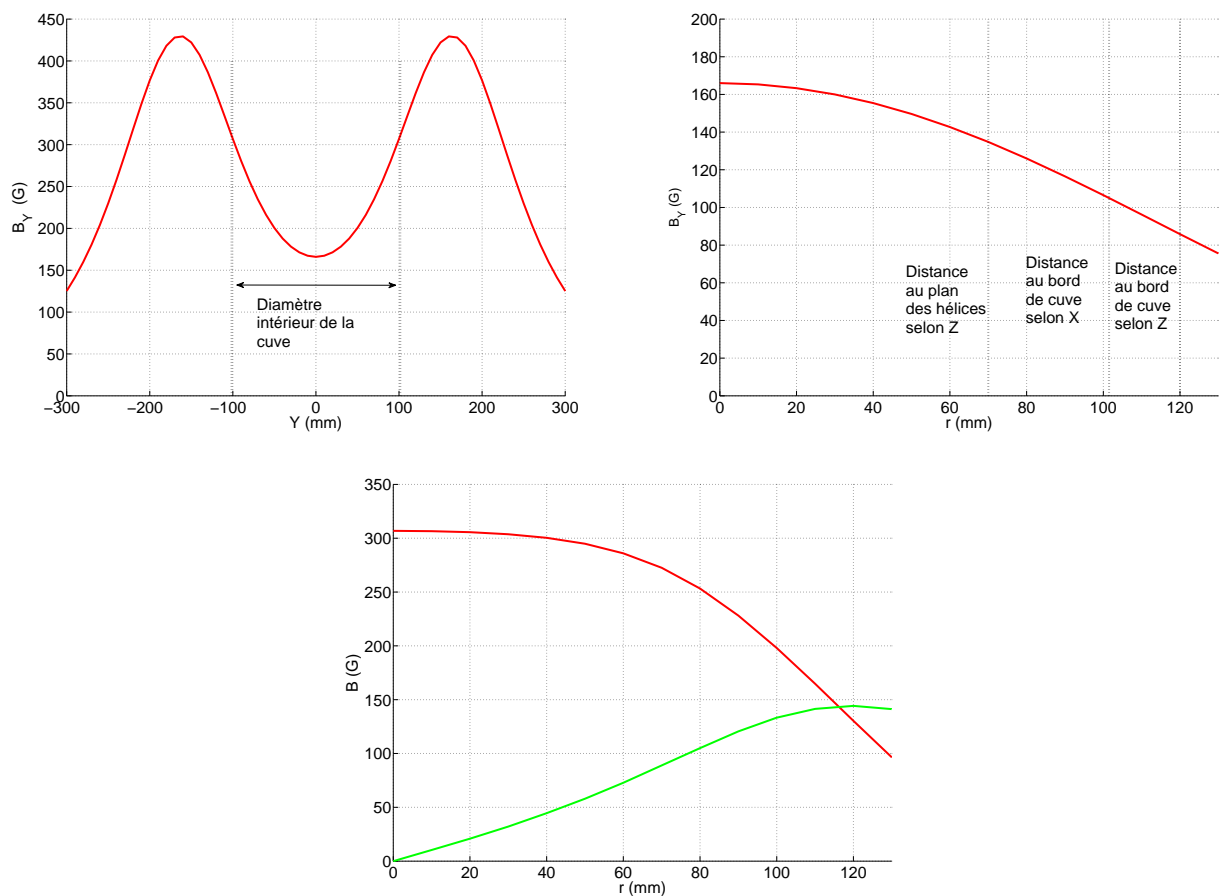 450
400
350
300
250
200
150
100
50
0
B_Y (G)
−300 −200 −100 0 100 200 300
Y (mm)
Diamètre
intérieur de la
cuve
200
180
160
140
120
100
80
60
40
20
0
B_Y (G)
0 20 40 60 80 100 120
r (mm)
Distance
au plan
des hélices
selon Z
Distance
au bord
de cuve
selon X
Distance
au bord
de cuve
selon Z
350
300
250
200
150
100
50
0
B (G)
0 20 40 60 80 100 120
r (mm)